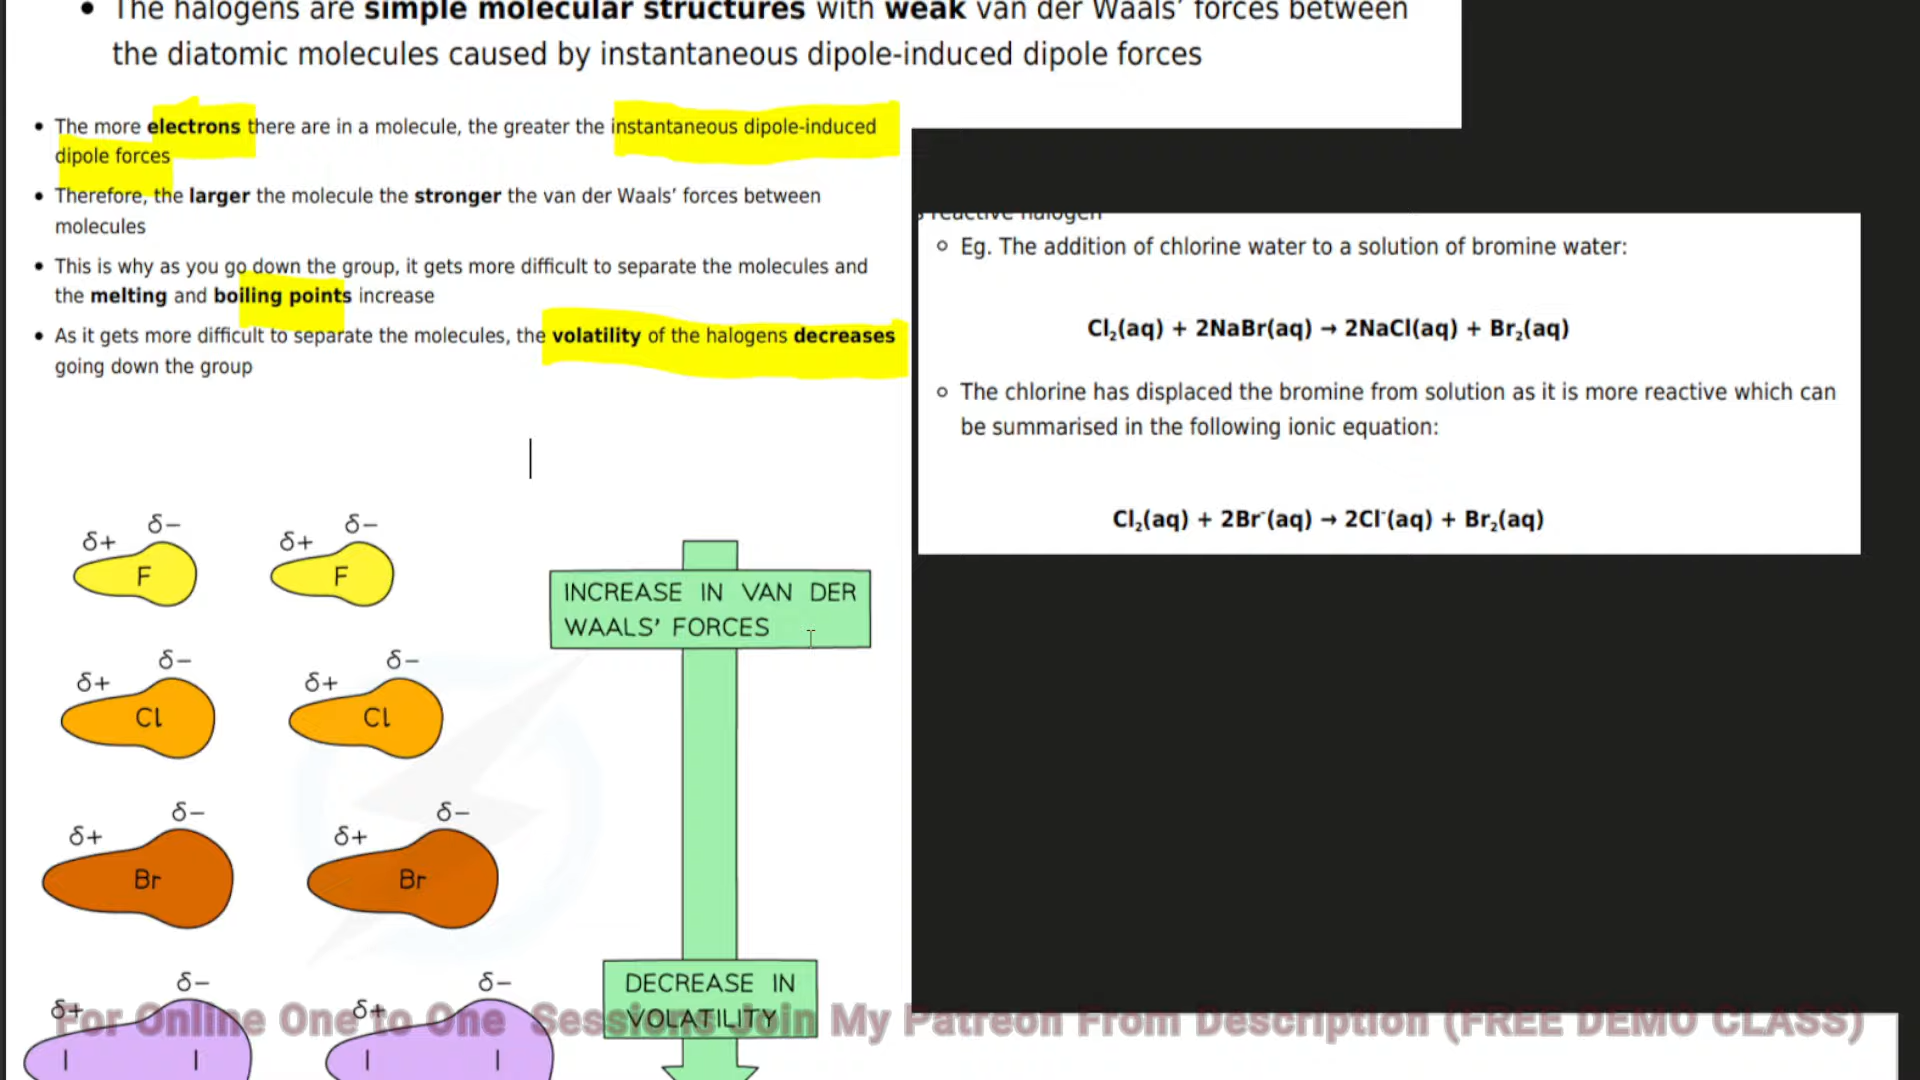 • The halogens are simple molecular structures with weak van der Waals’ forces between
the diatomic molecules caused by instantaneous dipole-induced dipole forces
• The more electrons there are in a molecule, the greater the instantaneous dipole-induced
dipole forces
• Therefore, the larger the molecule the stronger the van der Waals’ forces between
molecules
• This is why as you go down the group, it gets more difficult to separate the molecules and
the melting and boiling points increase
• As it gets more difficult to separate the molecules, the volatility of the halogens decreases
going down the group
reactive halogen
○ Eg. The addition of chlorine water to a solution of bromine water:
Cl₂(aq) + 2NaBr(aq) → 2NaCl(aq) + Br₂(aq)
○ The chlorine has displaced the bromine from solution as it is more reactive which can
be summarised in the following ionic equation:
Cl₂(aq) + 2Br⁻(aq) → 2Cl⁻(aq) + Br₂(aq)
δ+ δ− δ+ δ−
F F
INCREASE IN VAN DER
WAALS’ FORCES
δ+ δ− δ+ δ−
Cl Cl
δ+ δ− δ+ δ−
Br Br
δ+ δ− δ+ δ−
I I I I
DECREASE IN
VOLATILITY
For Online One to One Sessions Join My Patreon From Description (FREE DEMO CLASS)